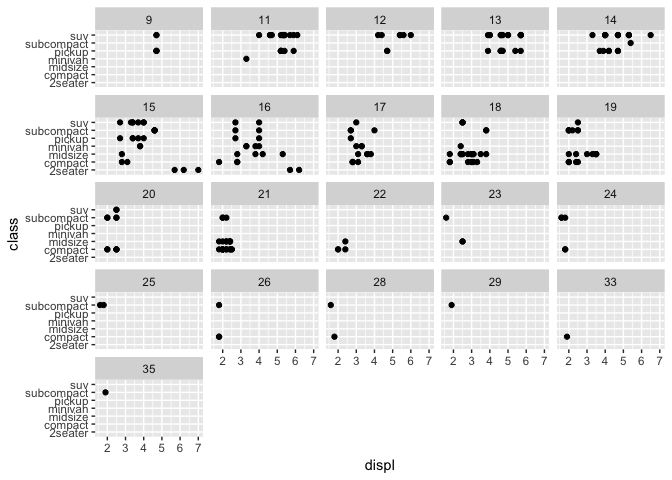 9 11 12 13 14
suv
subcompact
pickup
minivan
midsize
compact
2seater
15 16 17 18 19
suv
subcompact
pickup
minivan
midsize
compact
2seater
20 21 22 23 24
suv
subcompact
pickup
minivan
midsize
compact
2seater
class
25 26 28 29 33
suv
subcompact
pickup
minivan
midsize
compact
2seater
2 3 4 5 6 7 2 3 4 5 6 7 2 3 4 5 6 7 2 3 4 5 6 7
35
suv
subcompact
pickup
minivan
midsize
compact
2seater
2 3 4 5 6 7
displ